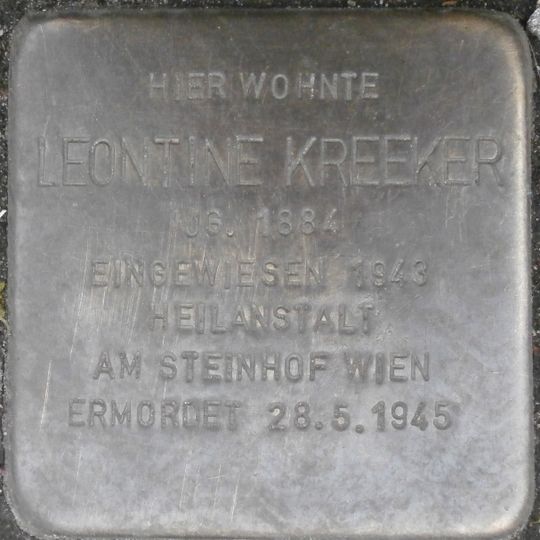 HIER WOHNTE
LEONTINE KREEKER
JG. 1884
EINGEWIESEN 1943
HEILANSTALT
AM STEINHOF WIEN
ERMORDET 28.5.1945